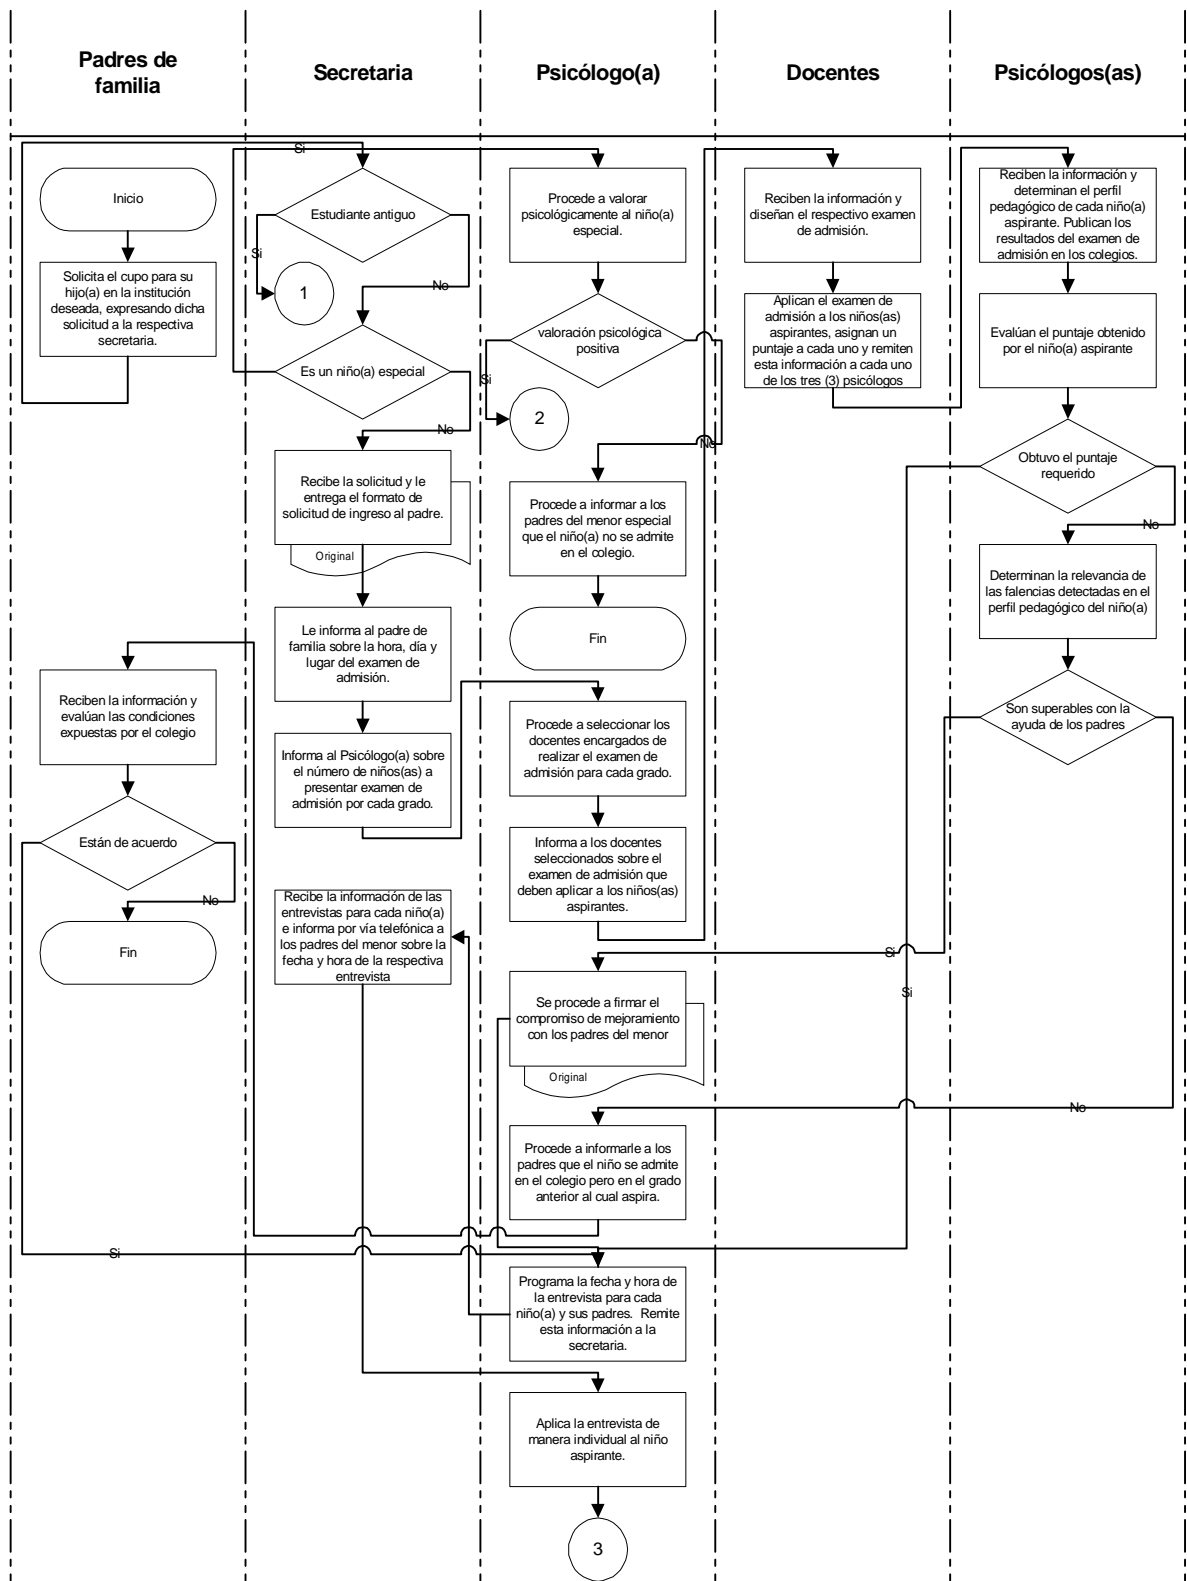 Padres de
familia
Secretaria
Psicólogo(a)
Docentes
Psicólogos(as)
Inicio
Solicita el cupo para su
hijo(a) en la institución
deseada, expresando dicha
solicitud a la respectiva
secretaria.
Reciben la información y
evalúan las condiciones
expuestas por el colegio
Están de acuerdo
No
Fin
Si
Si
Estudiante antiguo
Si
1
No
Es un niño(a) especial
No
Recibe la solicitud y le
entrega el formato de
solicitud de ingreso al padre.
Original
Le informa al padre de
familia sobre la hora, día y
lugar del examen de
admisión.
Informa al Psicólogo(a) sobre
el número de niños(as) a
presentar examen de
admisión por cada grado.
Recibe la información de las
entrevistas para cada niño(a)
e informa por vía telefónica a
los padres del menor sobre la
fecha y hora de la respectiva
entrevista
Procede a valorar
psicológicamente al niño(a)
especial.
valoración psicológica
positiva
Si
2
No
Procede a informar a los
padres del menor especial
que el niño(a) no se admite
en el colegio.
Fin
Procede a seleccionar los
docentes encargados de
realizar el examen de
admisión para cada grado.
Informa a los docentes
seleccionados sobre el
examen de admisión que
deben aplicar a los niños(as)
aspirantes.
Se procede a firmar el
compromiso de mejoramiento
con los padres del menor
Original
Procede a informarle a los
padres que el niño se admite
en el colegio pero en el grado
anterior al cual aspira.
Programa la fecha y hora de
la entrevista para cada
niño(a) y sus padres. Remite
esta información a la
secretaria.
Aplica la entrevista de
manera individual al niño
aspirante.
3
Reciben la información y
diseñan el respectivo examen
de admisión.
Aplican el examen de
admisión a los niños(as)
aspirantes, asignan un
puntaje a cada uno y remiten
esta información a cada uno
de los tres (3) psicólogos
Si
Si
Reciben la información y
determinan el perfil
pedagógico de cada niño(a)
aspirante. Publican los
resultados del examen de
admisión en los colegios.
Evalúan el puntaje obtenido
por el niño(a) aspirante
Obtuvo el puntaje
requerido
No
Determinan la relevancia de
las falencias detectadas en el
perfil pedagógico del niño(a)
Son superables con la
ayuda de los padres
No